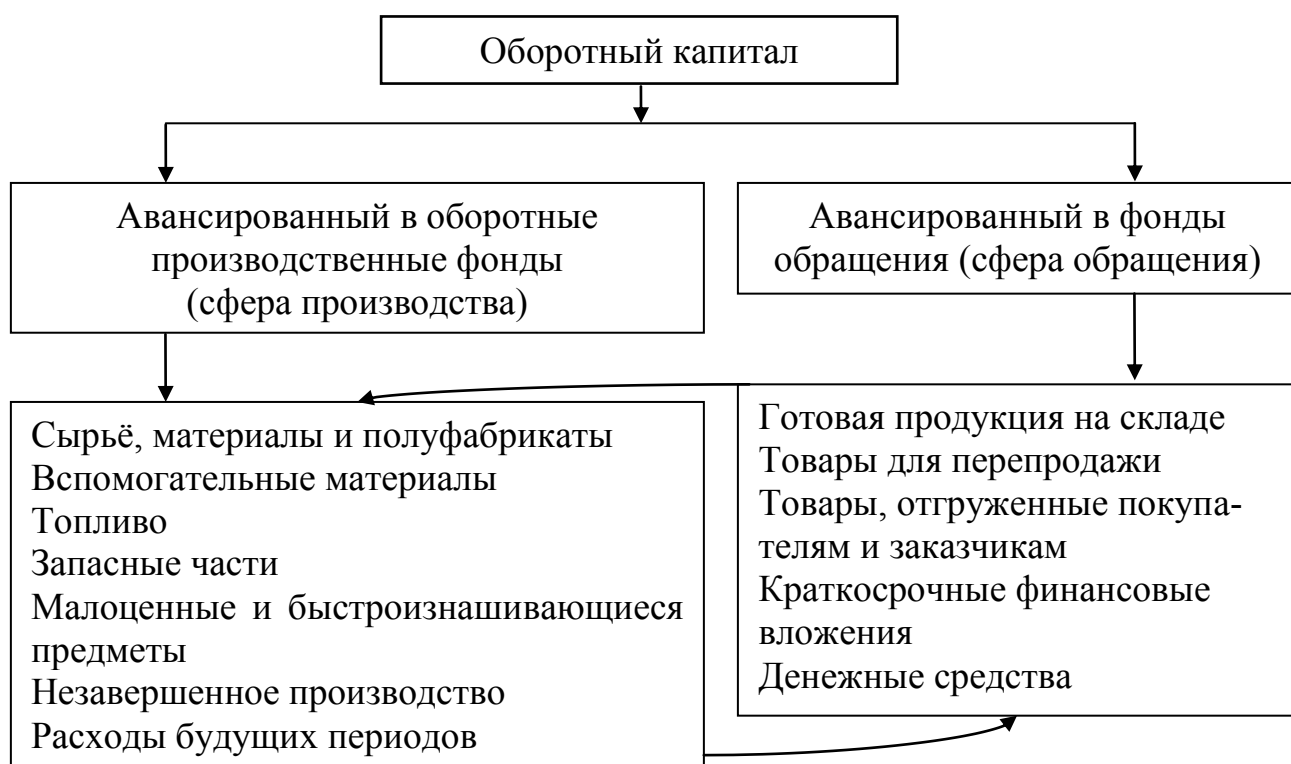 Оборотный капитал
Авансированный в оборотные
производственные фонды
(сфера производства)
Авансированный в фонды
обращения (сфера обращения)
Сырьё, материалы и полуфабрикаты
Вспомогательные материалы
Топливо
Запасные части
Малоценные и быстроизнашивающиеся
предметы
Незавершенное производство
Расходы будущих периодов
Готовая продукция на складе
Товары для перепродажи
Товары, отгруженные покупа-
телям и заказчикам
Краткосрочные финансовые
вложения
Денежные средства